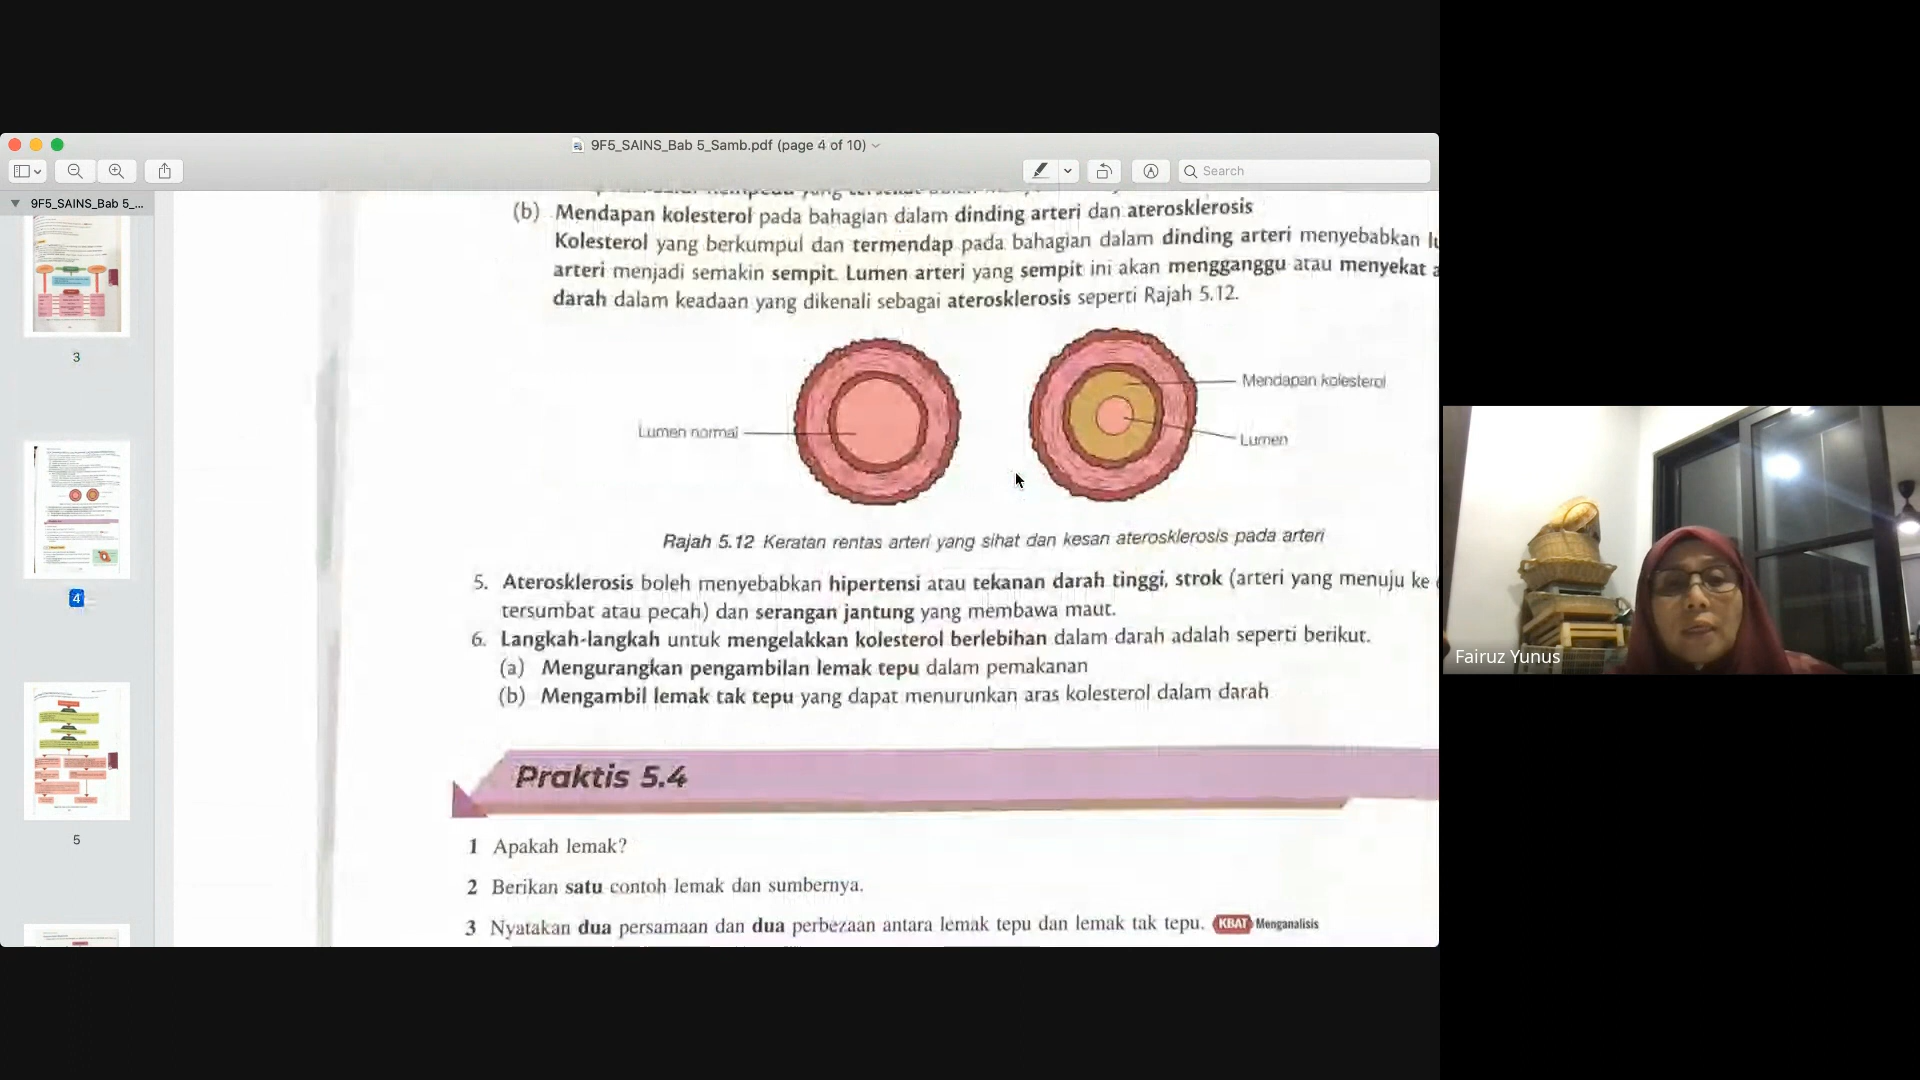 9F5_SAINS_Bab 5_Samb.pdf (page 4 of 10)
Search
9F5_SAINS_Bab 5_...
3
4
5
(b) Mendapan kolesterol pada bahagian dalam dinding arteri dan aterosklerosis
Kolesterol yang berkumpul dan termendap pada bahagian dalam dinding arteri menyebabkan
arteri menjadi semakin sempit. Lumen arteri yang sempit ini akan mengganggu atau menyekat
darah dalam keadaan yang dikenali sebagai aterosklerosis seperti Rajah 5.12.
Lumen normal
Mendapan kolesterol
Lumen
Rajah 5.12 Keratan rentas arteri yang sihat dan kesan aterosklerosis pada arteri
5. Aterosklerosis boleh menyebabkan hipertensi atau tekanan darah tinggi, strok (arteri yang menuju ke
tersumbat atau pecah) dan serangan jantung yang membawa maut.
6. Langkah-langkah untuk mengelakkan kolesterol berlebihan dalam darah adalah seperti berikut.
(a) Mengurangkan pengambilan lemak tepu dalam pemakanan
(b) Mengambil lemak tak tepu yang dapat menurunkan aras kolesterol dalam darah
Praktis 5.4
1 Apakah lemak?
2 Berikan satu contoh lemak dan sumbernya.
3 Nyatakan dua persamaan dan dua perbezaan antara lemak tepu dan lemak tak tepu. KBAT Menganalisis
Fairuz Yunus